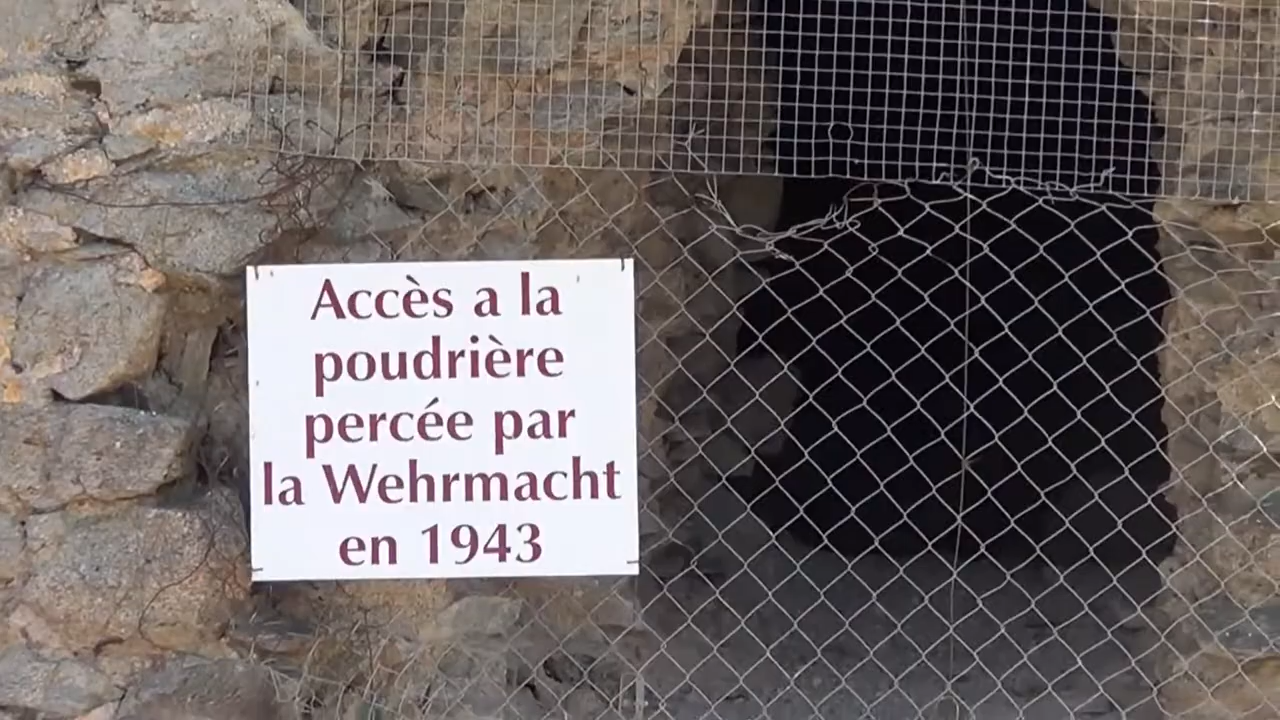 Accès a la
poudrière
percée par
la Wehrmacht
en 1943